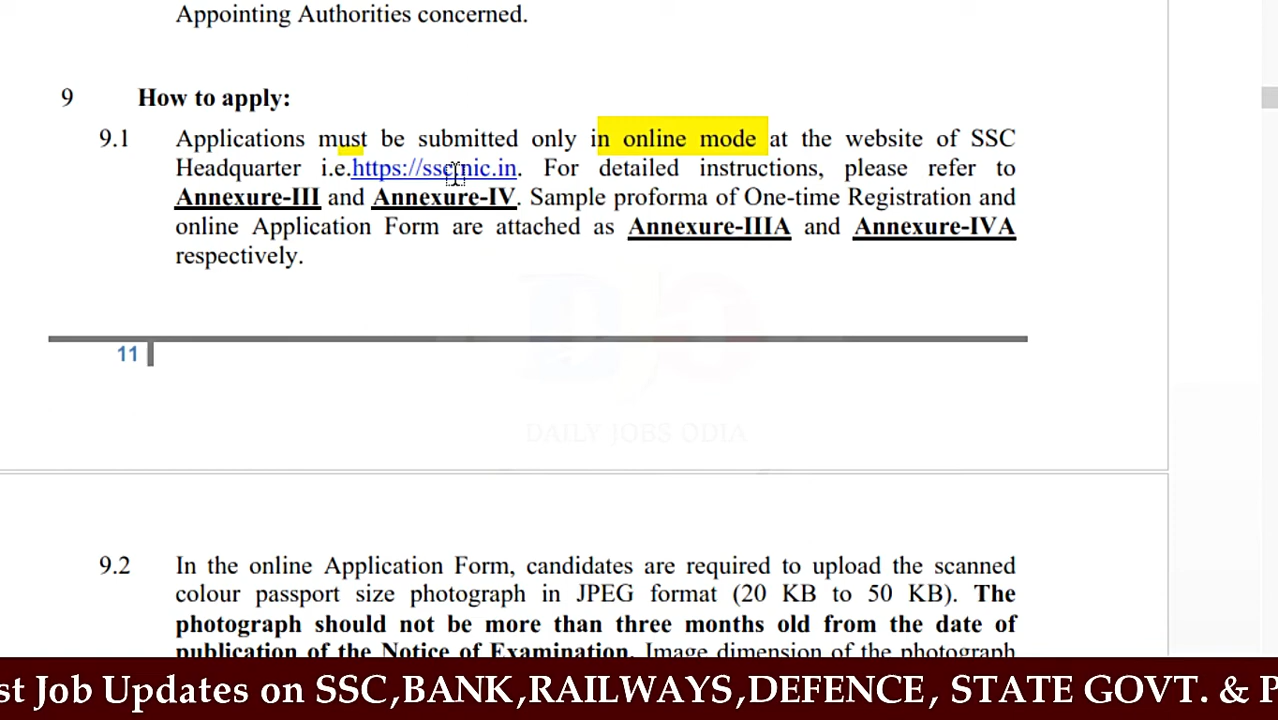 Appointing Authorities concerned.
9 How to apply:
9.1 Applications must be submitted only in online mode at the website of SSC
Headquarter i.e.https://ssc.nic.in. For detailed instructions, please refer to
Annexure-III and Annexure-IV. Sample proforma of One-time Registration and
online Application Form are attached as Annexure-IIIA and Annexure-IVA
respectively.
11
DAILY JOBS ODIA
9.2 In the online Application Form, candidates are required to upload the scanned
colour passport size photograph in JPEG format (20 KB to 50 KB). The
photograph should not be more than three months old from the date of
publication of the Notice of Examination. Image dimension of the photograph
st Job Updates on SSC,BANK,RAILWAYS,DEFENCE, STATE GOVT. & P